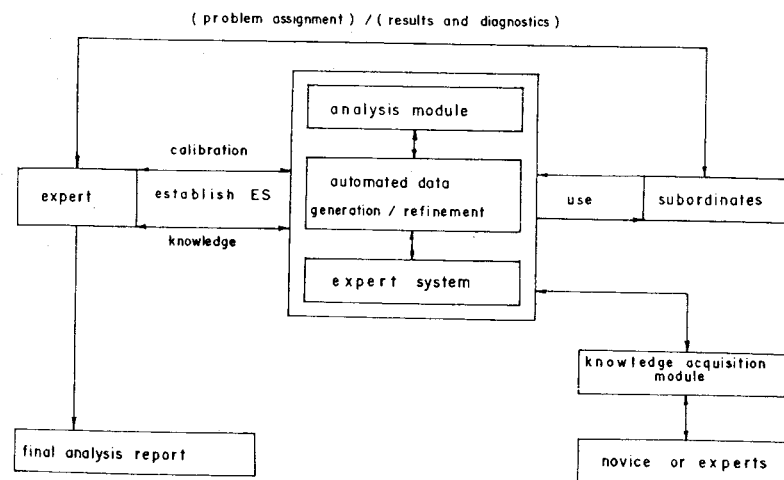 ( problem assignment ) / ( results and diagnostics )
analysis module
calibration
expert
establish ES
automated data
generation / refinement
use
subordinates
knowledge
expert system
knowledge acquisition
module
final analysis report
novice or experts